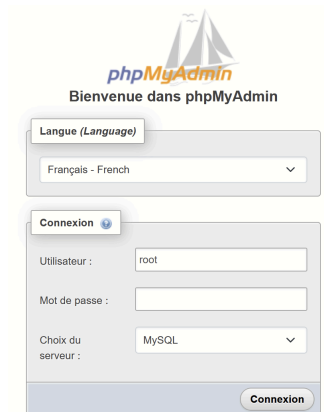 phpMyAdmin
Bienvenue dans phpMyAdmin
Langue (Language)
Français - French
Connexion
Utilisateur : root
Mot de passe :
Choix du serveur : MySQL
Connexion